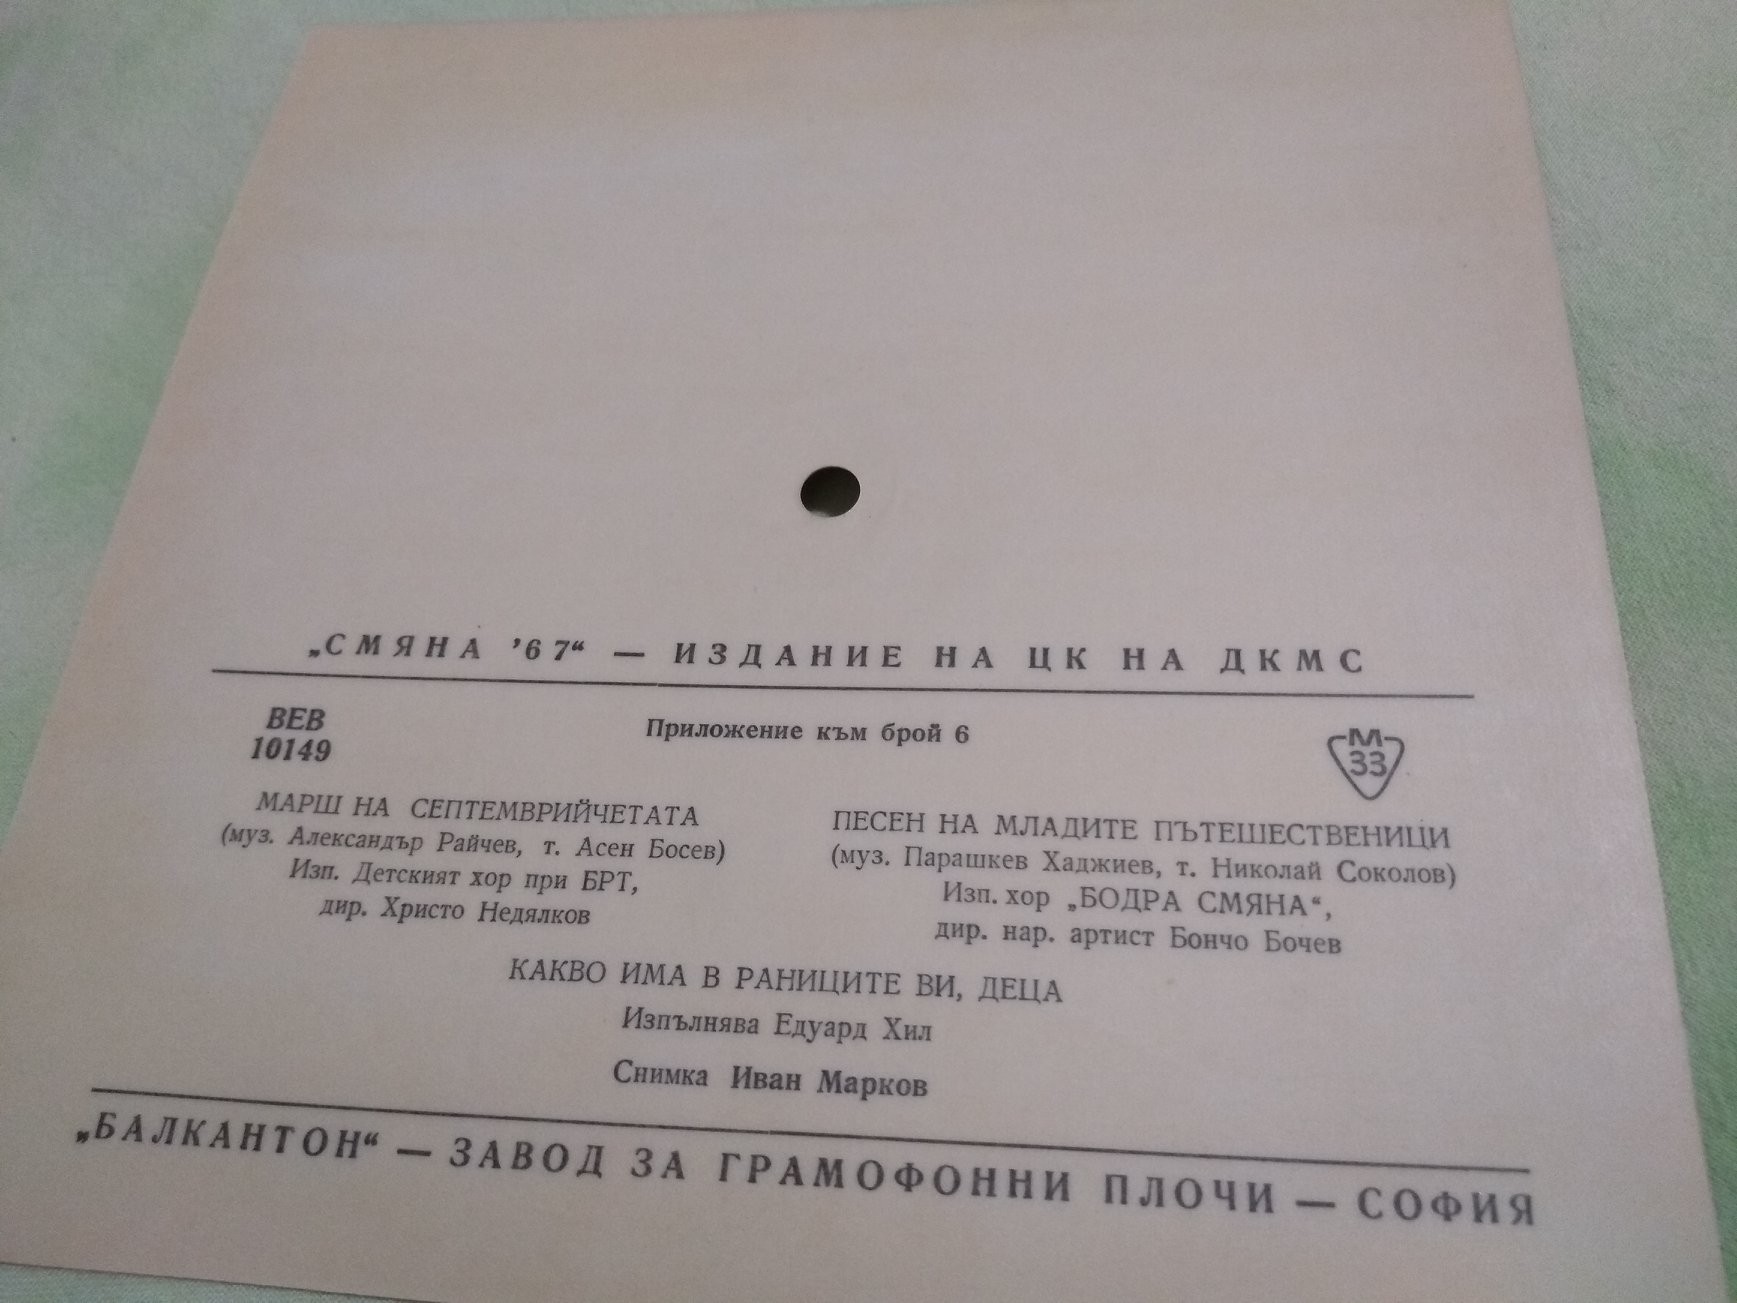 „СМЯНА ’67“ — ИЗДАНИЕ НА ЦК НА ДКМС
ВЕВ
10149
Приложение към брой 6
М
33
МАРШ НА СЕПТЕМВРИЙЧЕТАТА
(муз. Александър Райчев, т. Асен Босев)
Изп. Детският хор при БРТ,
дир. Христо Недялков
ПЕСЕН НА МЛАДИТЕ ПЪТЕШЕСТВЕНИЦИ
(муз. Парашкев Хаджиев, т. Николай Соколов)
Изп. хор „БОДРА СМЯНА“,
дир. нар. артист Бончо Бочев
КАКВО ИМА В РАНИЦИТЕ ВИ, ДЕЦА
Изпълнява Едуард Хил
Снимка Иван Марков
„БАЛКАНТОН“ — ЗАВОД ЗА ГРАМОФОННИ ПЛОЧИ — СОФИЯ